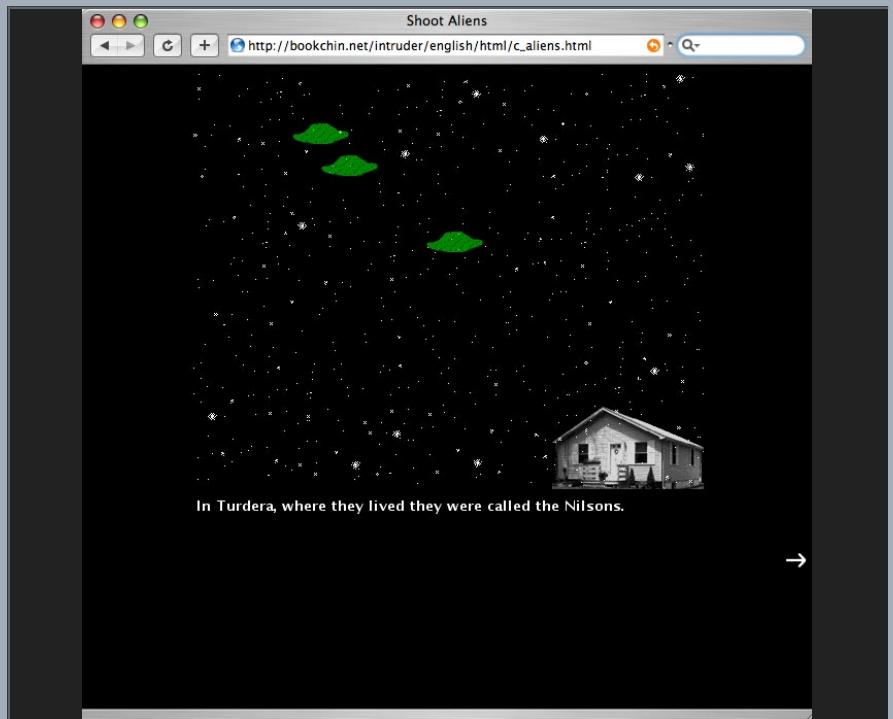 Shoot Aliens
http://bookchin.net/intruder/english/html/c_aliens.html
In Turdera, where they lived they were called the Nilsons.